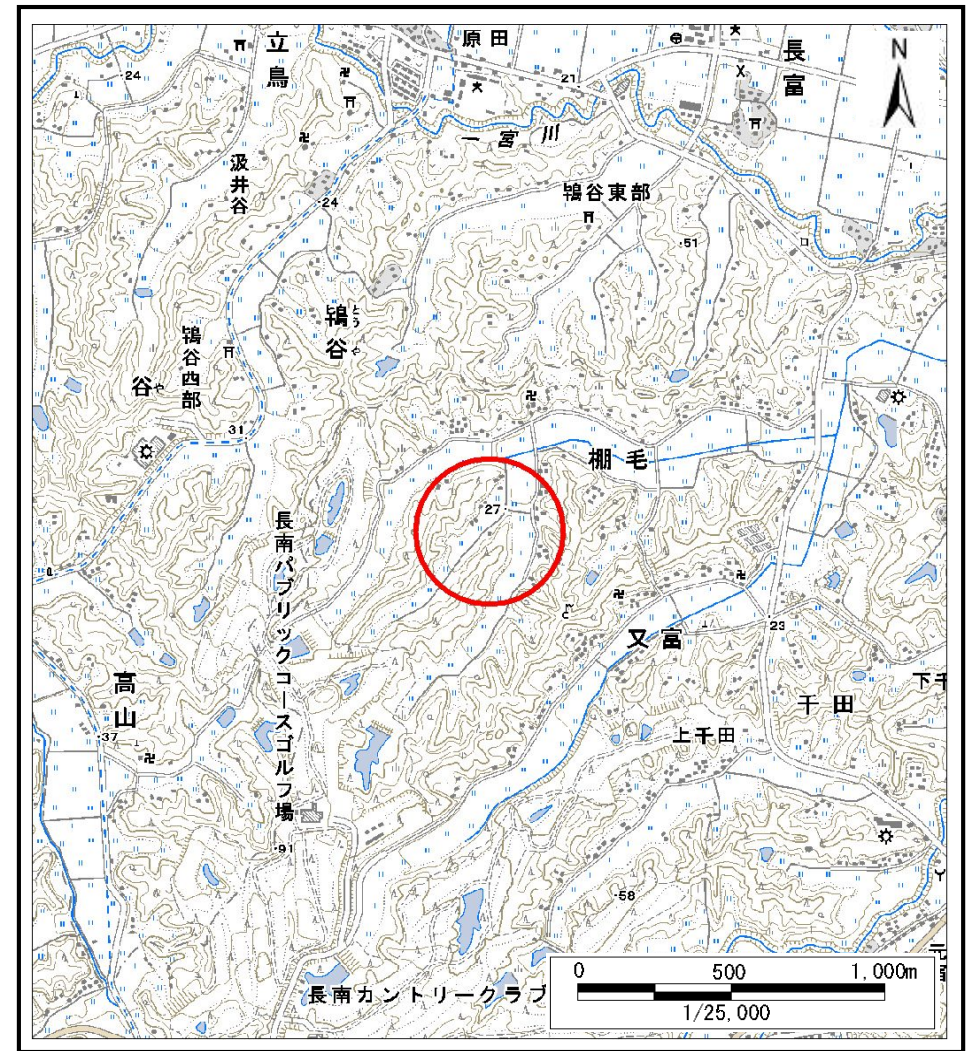 立鳥
原田
長富
N
24
21
一宮川
汲井谷
24
鴇谷東部
51
鴇谷
とう
や
鴇谷西部
谷や
31
棚毛
27
長南パブリックコースゴルフ場
又富
23
高山
37
千田
下千
上千田
91
58
元宿
長南カントリークラブ
0 500 1,000m
1/25,000